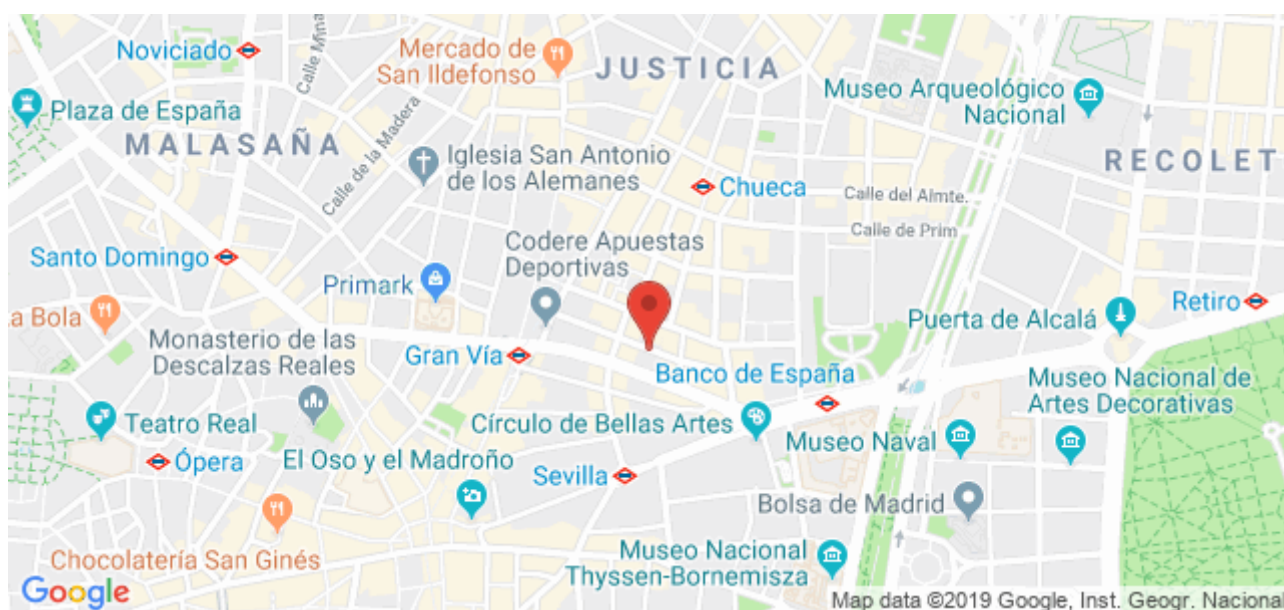 Noviciado
Calle Mina
Mercado de
San Ildefonso
JUSTICIA
Plaza de España
MALASAÑA
Calle de la Madera
Iglesia San Antonio
de los Alemanes
Museo Arqueológico
Nacional
RECOLET
Chueca
Calle del Almte.
Calle de Prim
Santo Domingo
Codere Apuestas
Deportivas
Primark
a Bola
Retiro
Puerta de Alcalá
Monasterio de las
Descalzas Reales
Gran Vía
Banco de España
Museo Nacional de
Artes Decorativas
Teatro Real
Círculo de Bellas Artes
Museo Naval
Ópera
El Oso y el Madroño
Sevilla
Bolsa de Madrid
Chocolatería San Ginés
Museo Nacional
Thyssen-Bornemisza
Google
Map data ©2019 Google, Inst. Geogr. Naciona